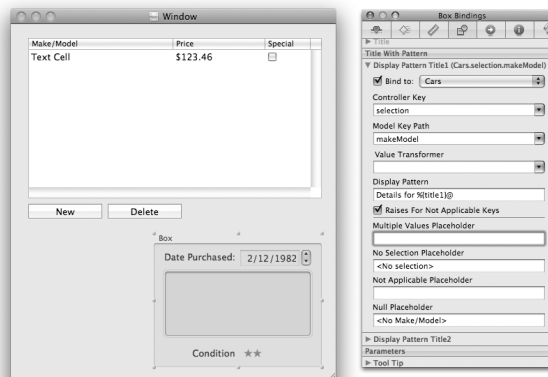 Window
Make/Model Price Special
Text Cell $123.46
New Delete
Box
Date Purchased: 2/12/1982
Condition ★★
Box Bindings
Title
Title With Pattern
Display Pattern Title1 (Cars.selection.makeModel)
Bind to: Cars
Controller Key
selection
Model Key Path
makeModel
Value Transformer
Display Pattern
Details for %{title1}@
Raises For Not Applicable Keys
Multiple Values Placeholder
No Selection Placeholder
<No selection>
Not Applicable Placeholder
Null Placeholder
<No Make/Model>
Display Pattern Title2
Parameters
Tool Tip